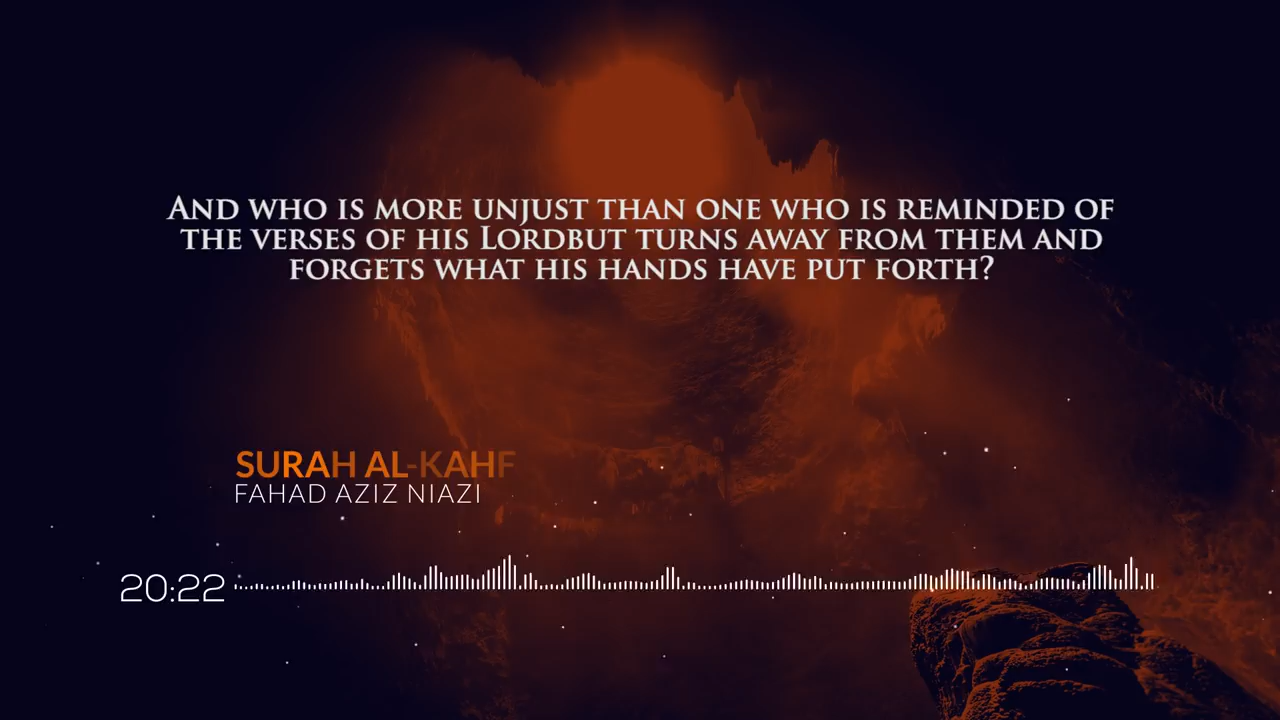 And who is more unjust than one who is reminded of
the verses of his Lordbut turns away from them and
forgets what his hands have put forth?
SURAH AL-KAHF
FAHAD AZIZ NIAZI
20:22